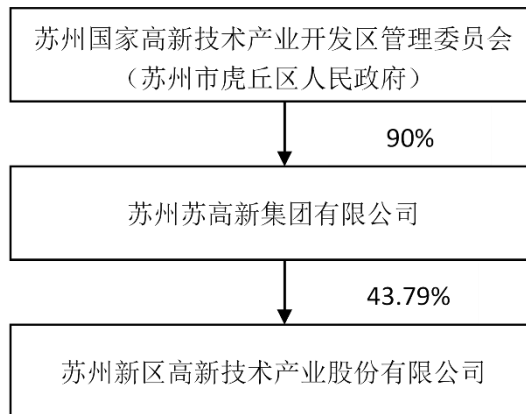 苏州国家高新技术产业开发区管理委员会
（苏州市虎丘区人民政府）
90%
苏州苏高新集团有限公司
43.79%
苏州新区高新技术产业股份有限公司